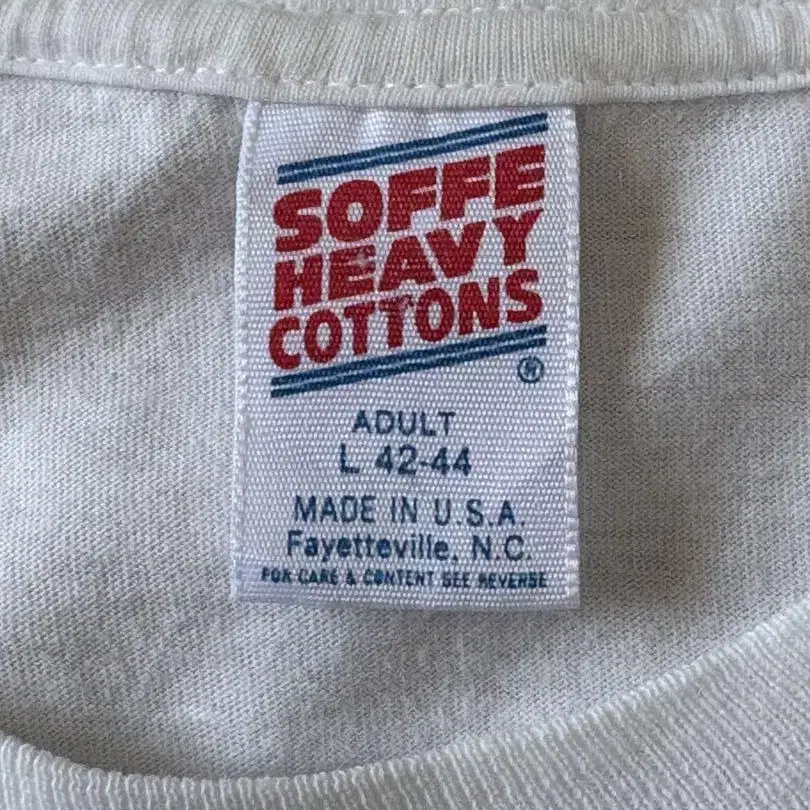 SOFFE
HEAVY
COTTONS
®
ADULT
L 42-44
MADE IN U.S.A.
Fayetteville, N.C.
FOR CARE & CONTENT SEE REVERSE